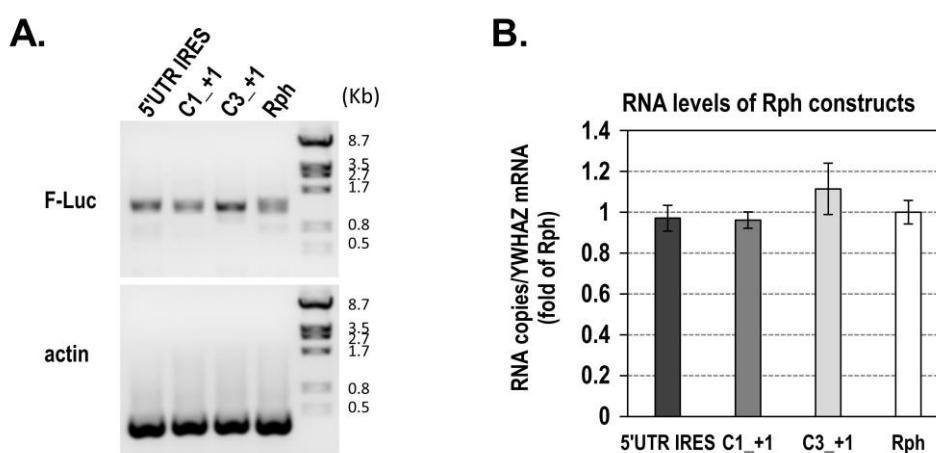 A.
5'UTR IRES C1_+1 C3_+1 Rph (Kb)
F-Luc
8.7
3.5
2.7
1.7
0.8
0.5
actin
8.7
3.5
2.7
1.7
0.8
0.5
B.
RNA levels of Rph constructs
RNA copies/YWHAZ mRNA
(fold of Rph)
1.4
1.2
1
0.8
0.6
0.4
0.2
0
5'UTR IRES C1_+1 C3_+1 Rph